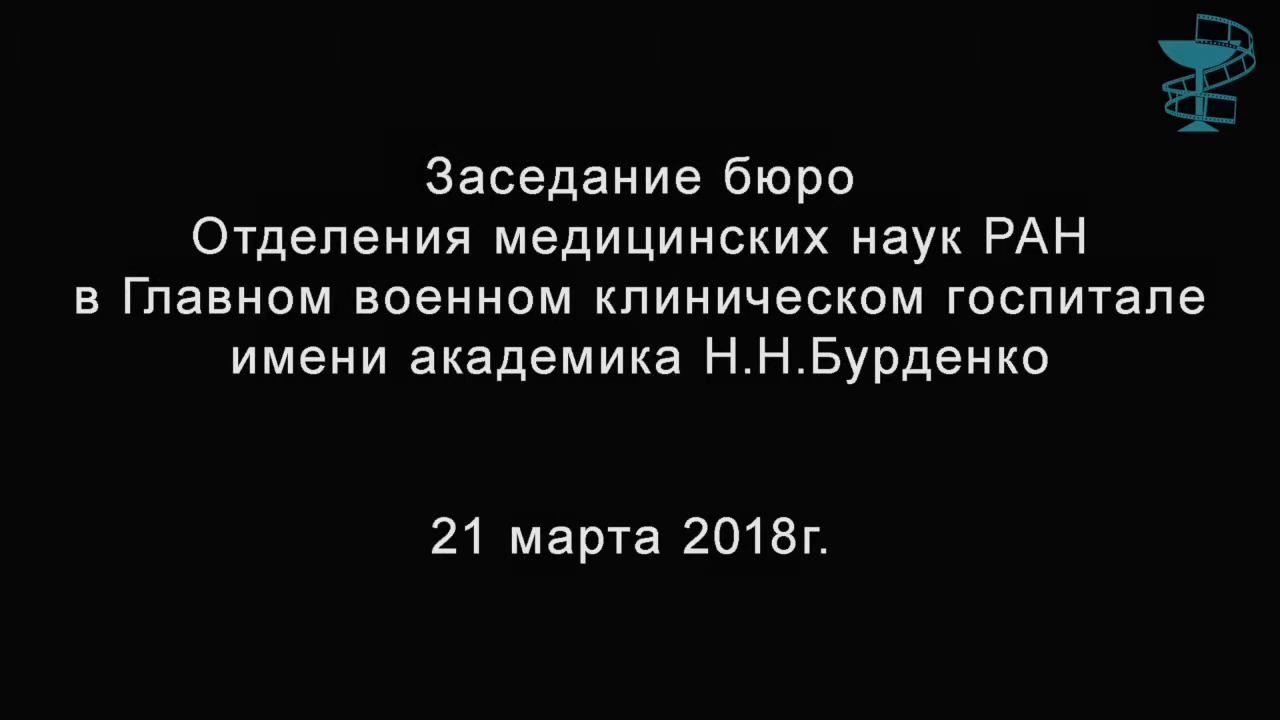 Заседание бюро
Отделения медицинских наук РАН
в Главном военном клиническом госпитале
имени академика Н.Н.Бурденко
21 марта 2018г.